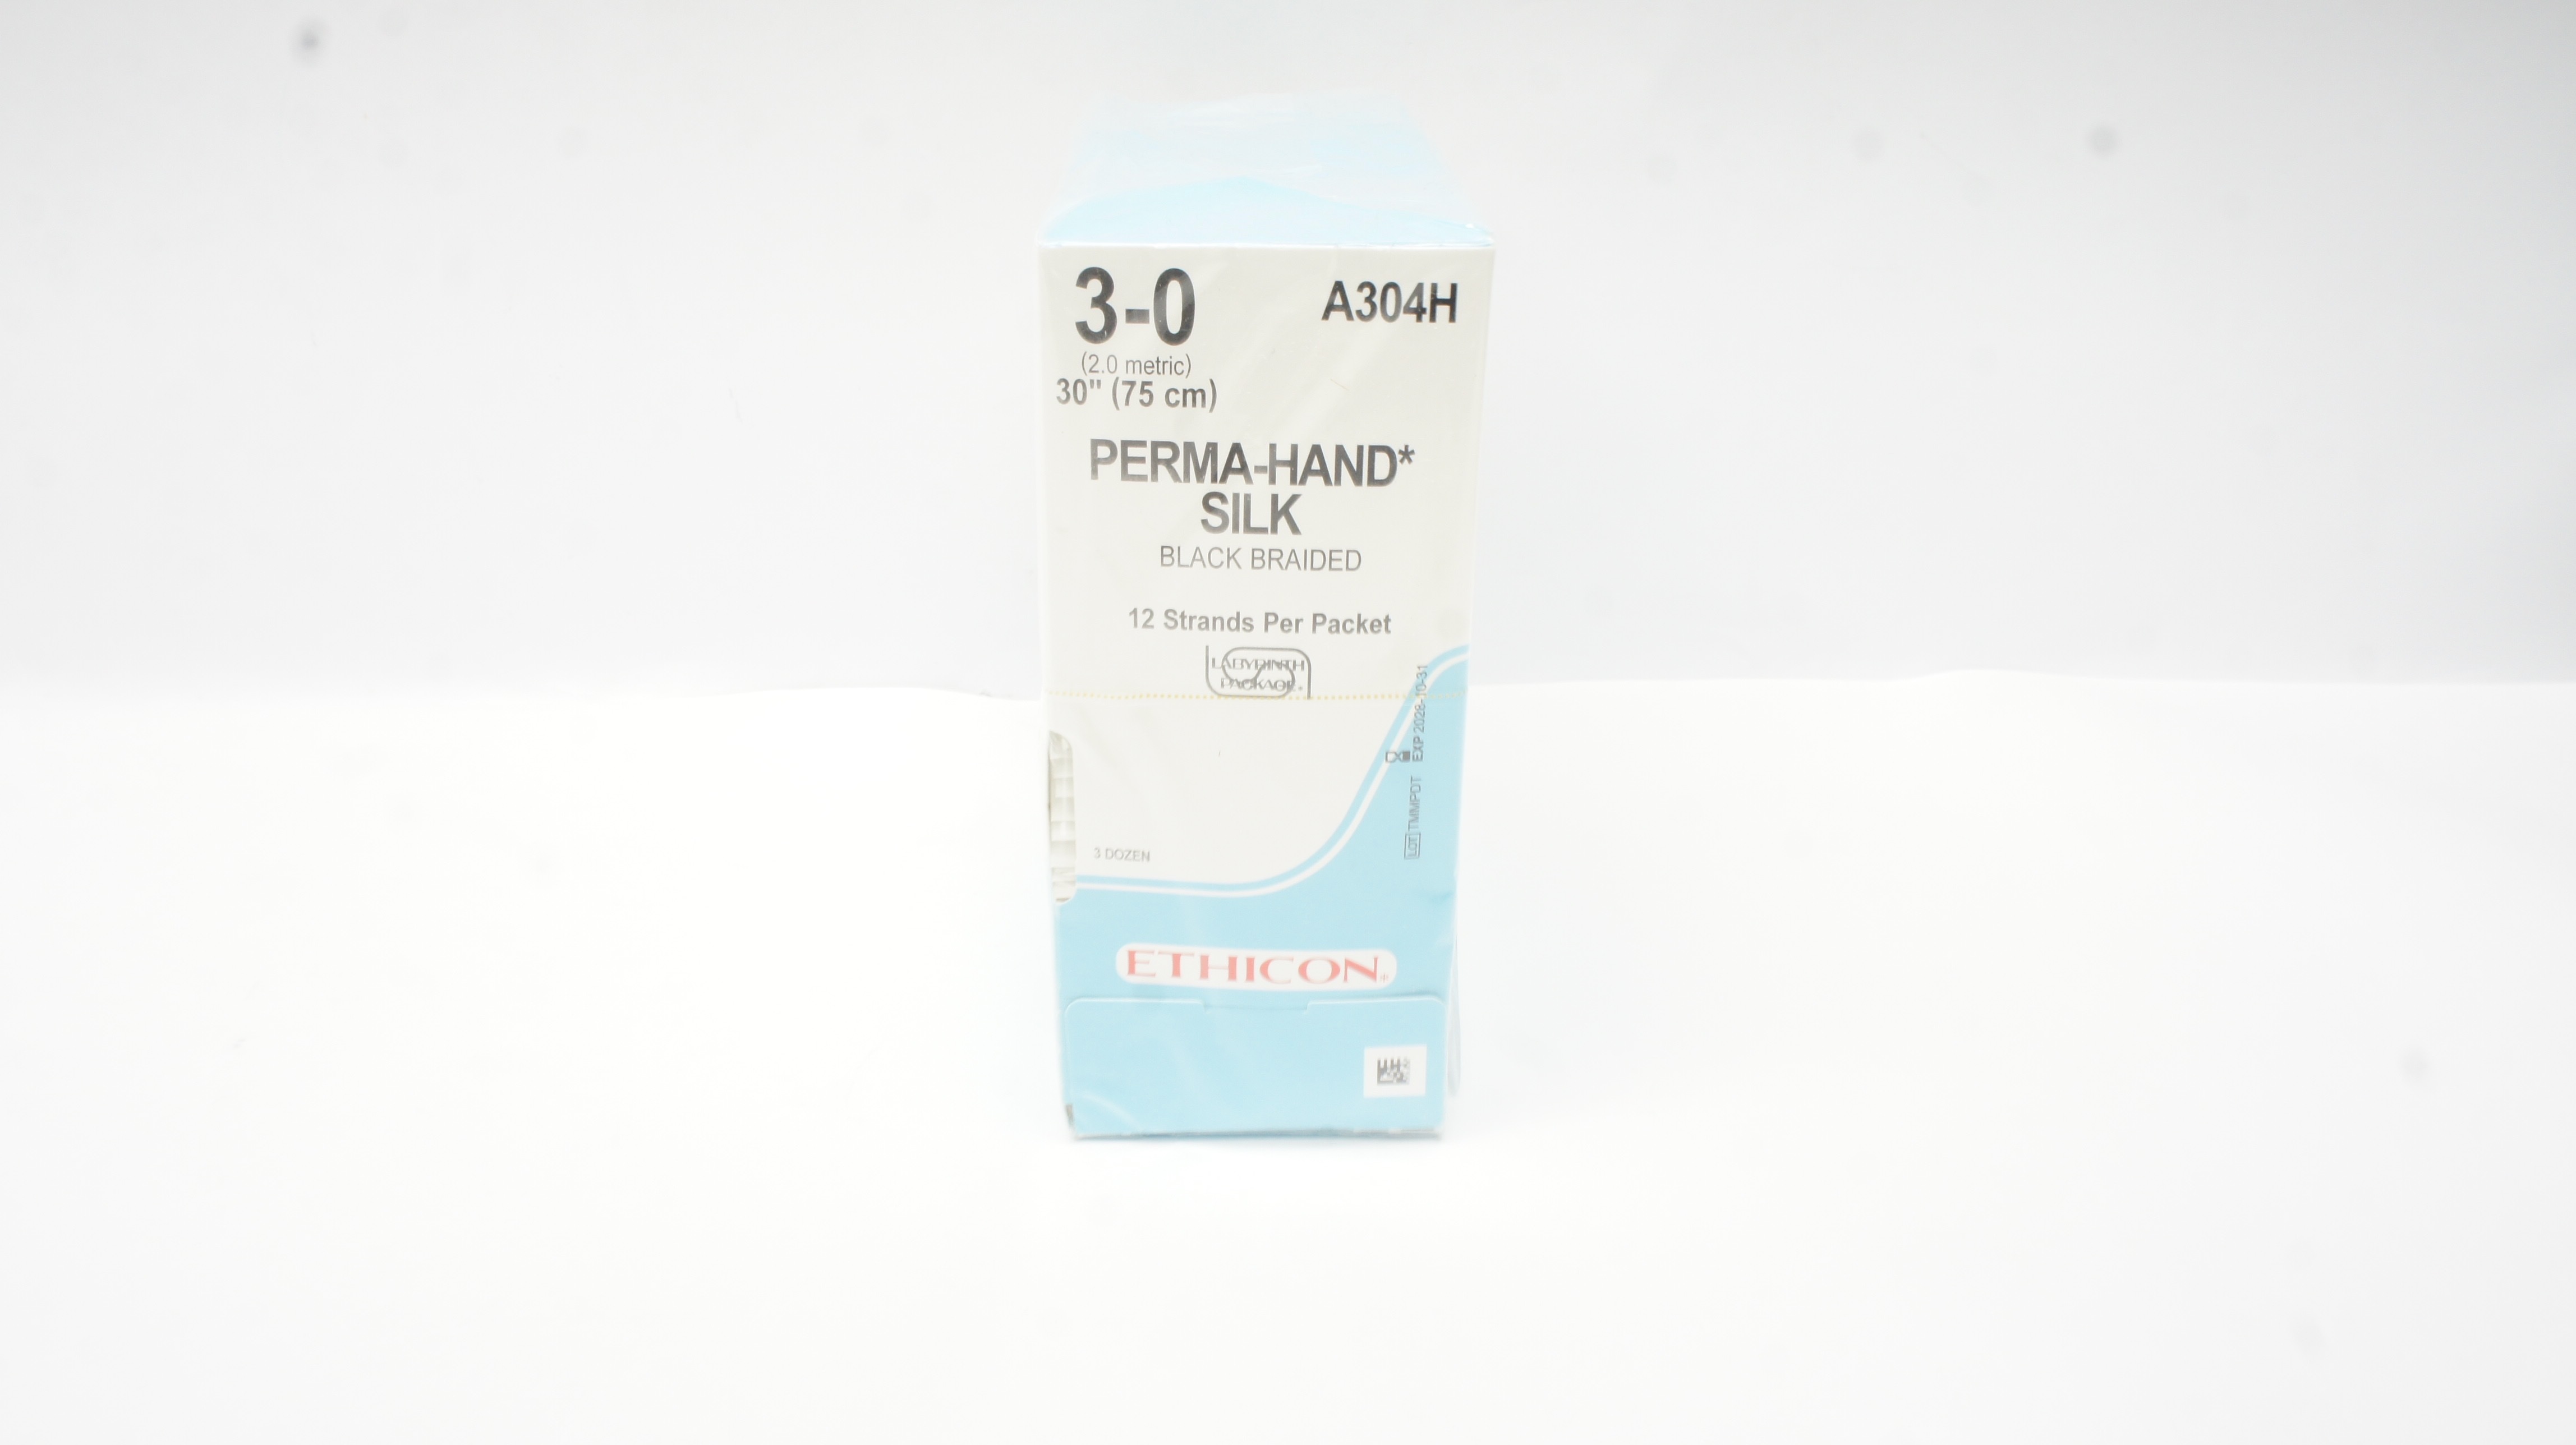 3-0
A304H
(2.0 metric)
30" (75 cm)
PERMA-HAND*
SILK
BLACK BRAIDED
12 Strands Per Packet
LABYRINTH
PACKAGE
EXP 2028-10-31
LOT TMMPDT
3 DOZEN
ETHICON®